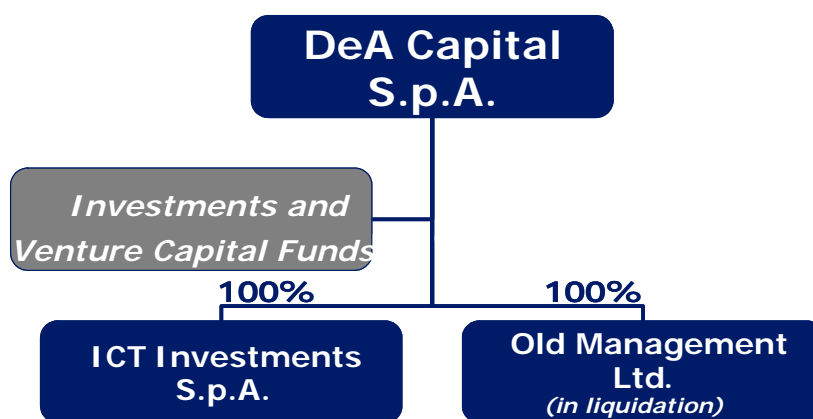 DeA Capital
S.p.A.
Investments and
Venture Capital Funds
100%
100%
ICT Investments
S.p.A.
Old Management
Ltd.
(in liquidation)